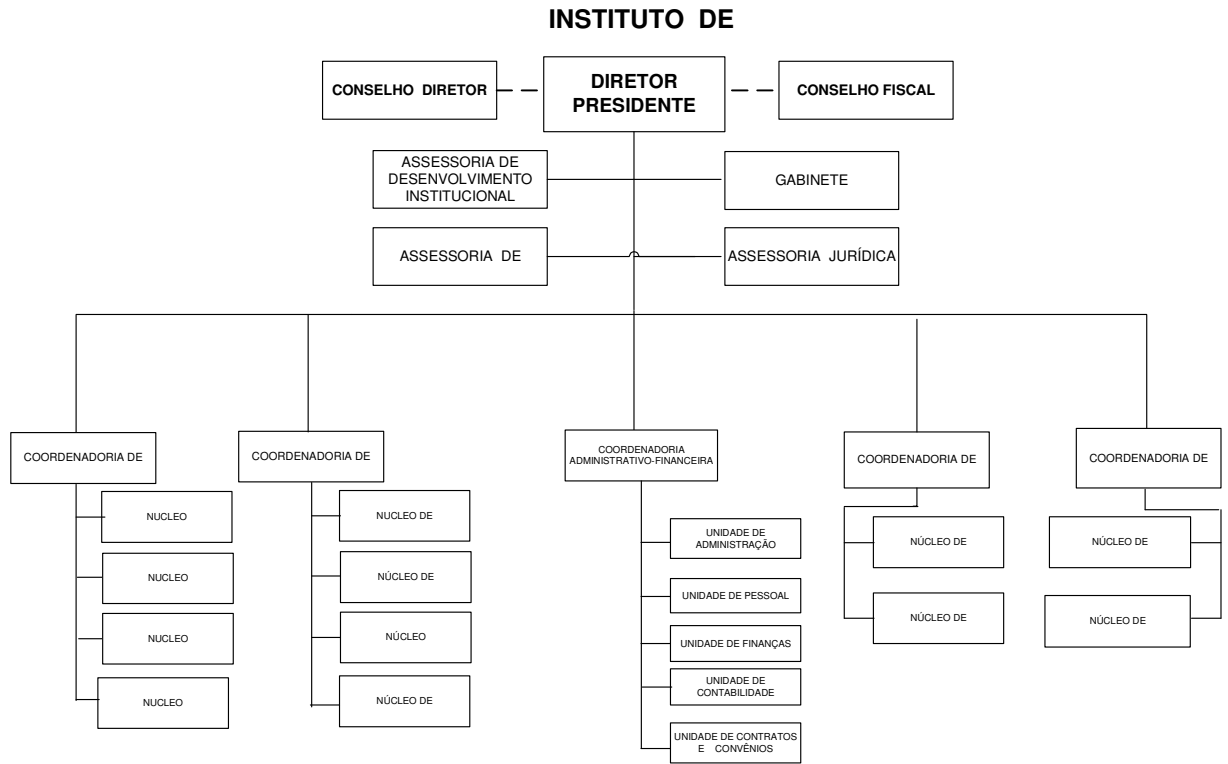 INSTITUTO DE
CONSELHO DIRETOR
DIRETOR
PRESIDENTE
CONSELHO FISCAL
ASSESSORIA DE
DESENVOLVIMENTO
INSTITUCIONAL
GABINETE
ASSESSORIA DE
ASSESSORIA JURÍDICA
COORDENADORIA DE
COORDENADORIA DE
COORDENADORIA
ADMINISTRATIVO-FINANCEIRA
COORDENADORIA DE
COORDENADORIA DE
NUCLEO
NUCLEO
NUCLEO
NUCLEO
NUCLEO DE
NÚCLEO DE
NÚCLEO
NÚCLEO DE
UNIDADE DE
ADMINISTRAÇÃO
UNIDADE DE PESSOAL
UNIDADE DE FINANÇAS
UNIDADE DE
CONTABILIDADE
UNIDADE DE CONTRATOS
E CONVÊNIOS
NÚCLEO DE
NÚCLEO DE
NÚCLEO DE
NÚCLEO DE